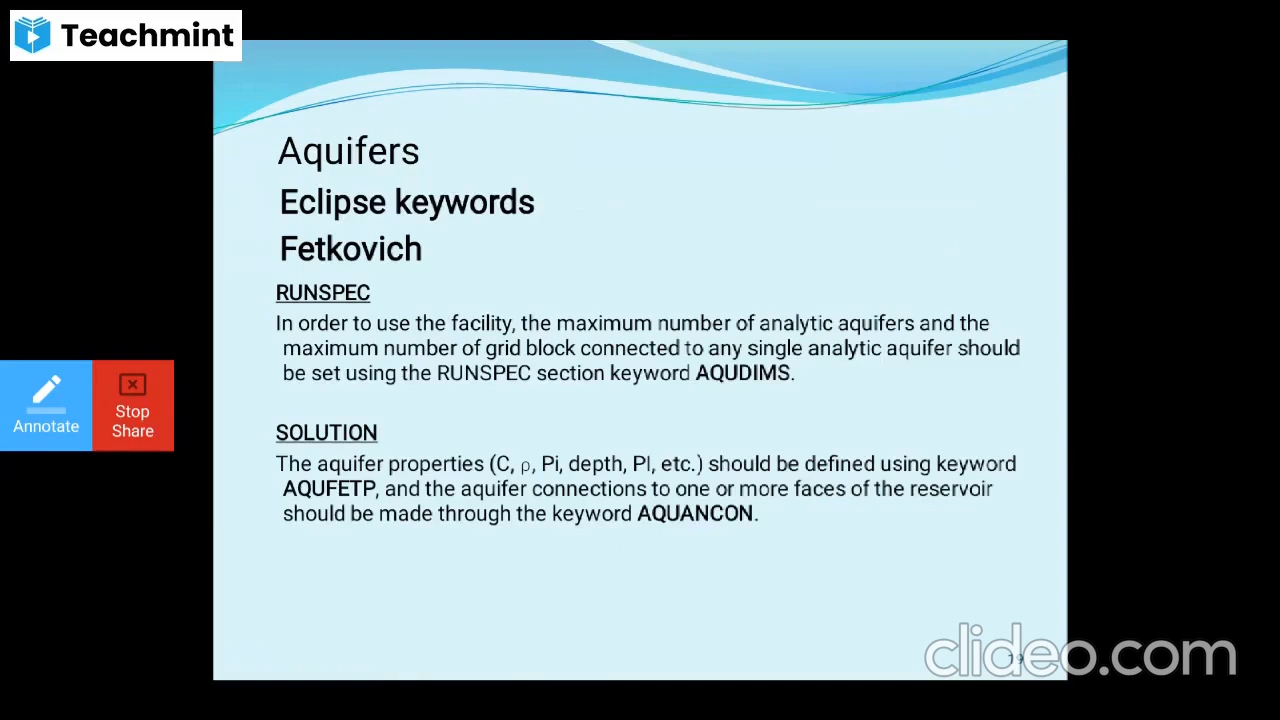 Teachmint
Aquifers
Eclipse keywords
Fetkovich
RUNSPEC
In order to use the facility, the maximum number of analytic aquifers and the
maximum number of grid block connected to any single analytic aquifer should
be set using the RUNSPEC section keyword AQUDIMS.
Annotate
Stop
Share
SOLUTION
The aquifer properties (C, ρ, Pi, depth, PI, etc.) should be defined using keyword
AQUFETP, and the aquifer connections to one or more faces of the reservoir
should be made through the keyword AQUANCON.
19
clideo.com